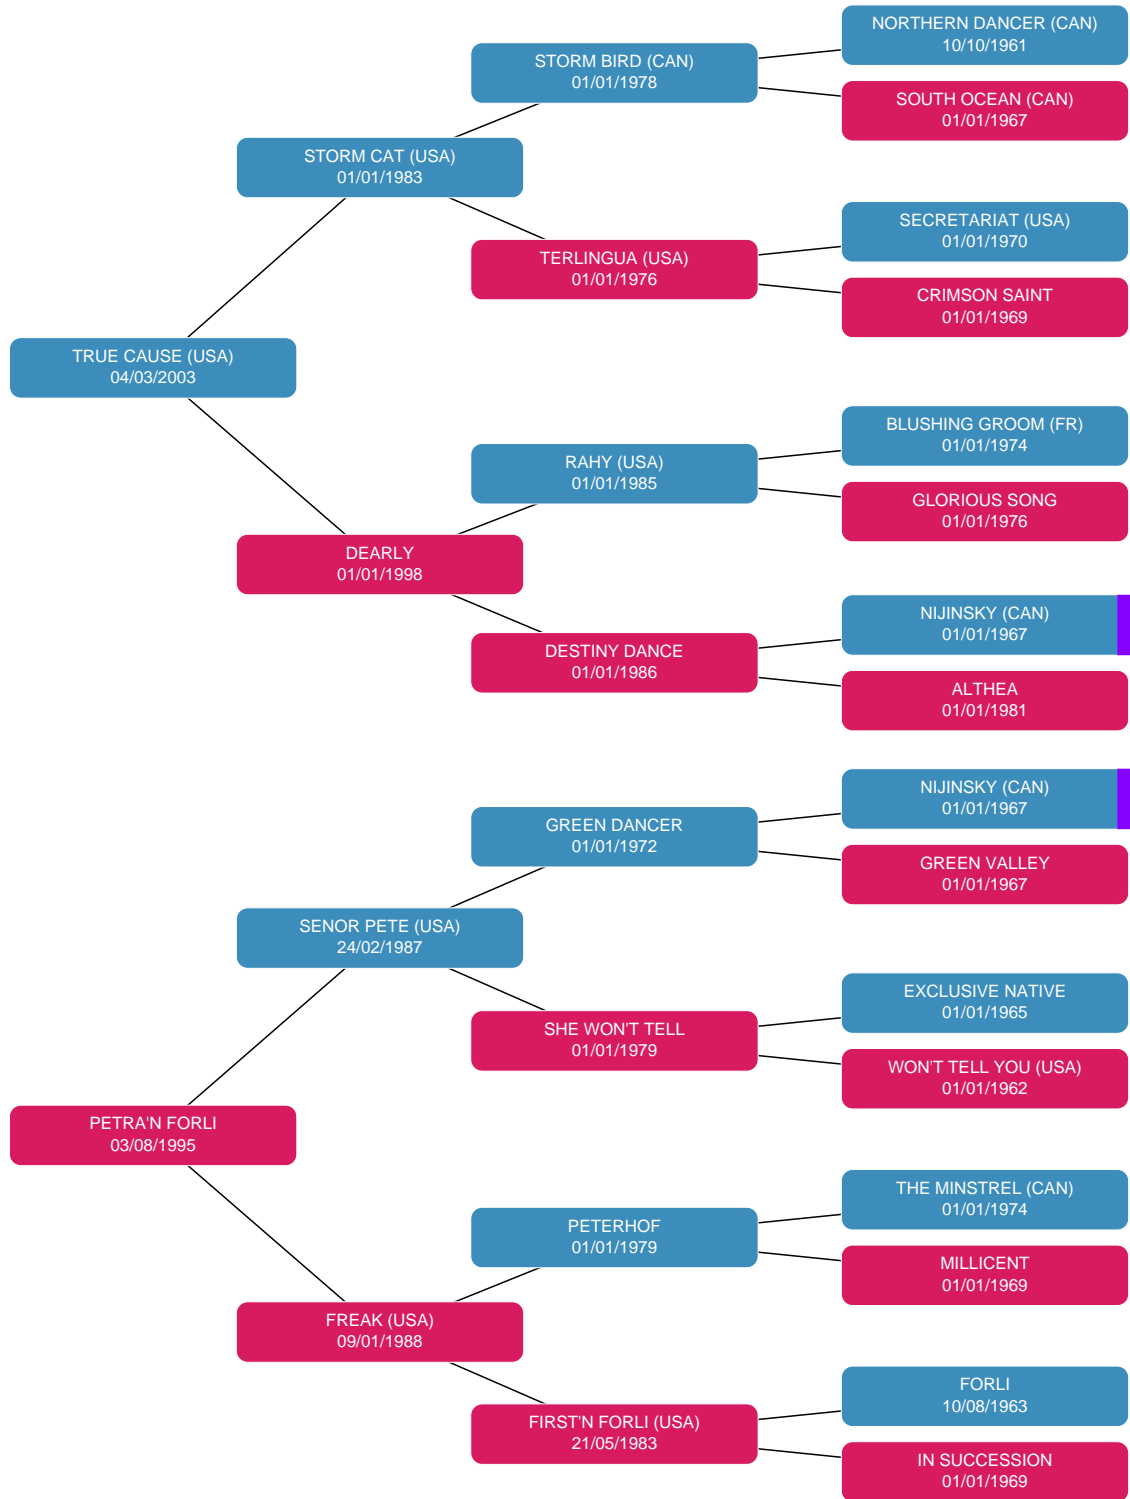 NORTHERN DANCER (CAN)
10/10/1961
STORM BIRD (CAN)
01/01/1978
SOUTH OCEAN (CAN)
01/01/1967
STORM CAT (USA)
01/01/1983
SECRETARIAT (USA)
01/01/1970
TERLINGUA (USA)
01/01/1976
CRIMSON SAINT
01/01/1969
TRUE CAUSE (USA)
04/03/2003
BLUSHING GROOM (FR)
01/01/1974
RAHY (USA)
01/01/1985
GLORIOUS SONG
01/01/1976
DEARLY
01/01/1998
NIJINSKY (CAN)
01/01/1967
DESTINY DANCE
01/01/1986
ALTHEA
01/01/1981
NIJINSKY (CAN)
01/01/1967
GREEN DANCER
01/01/1972
GREEN VALLEY
01/01/1967
SENOR PETE (USA)
24/02/1987
EXCLUSIVE NATIVE
01/01/1965
SHE WON'T TELL
01/01/1979
WON'T TELL YOU (USA)
01/01/1962
PETRA'N FORLI
03/08/1995
THE MINSTREL (CAN)
01/01/1974
PETERHOF
01/01/1979
MILLICENT
01/01/1969
FREAK (USA)
09/01/1988
FORLI
10/08/1963
FIRST'N FORLI (USA)
21/05/1983
IN SUCCESSION
01/01/1969